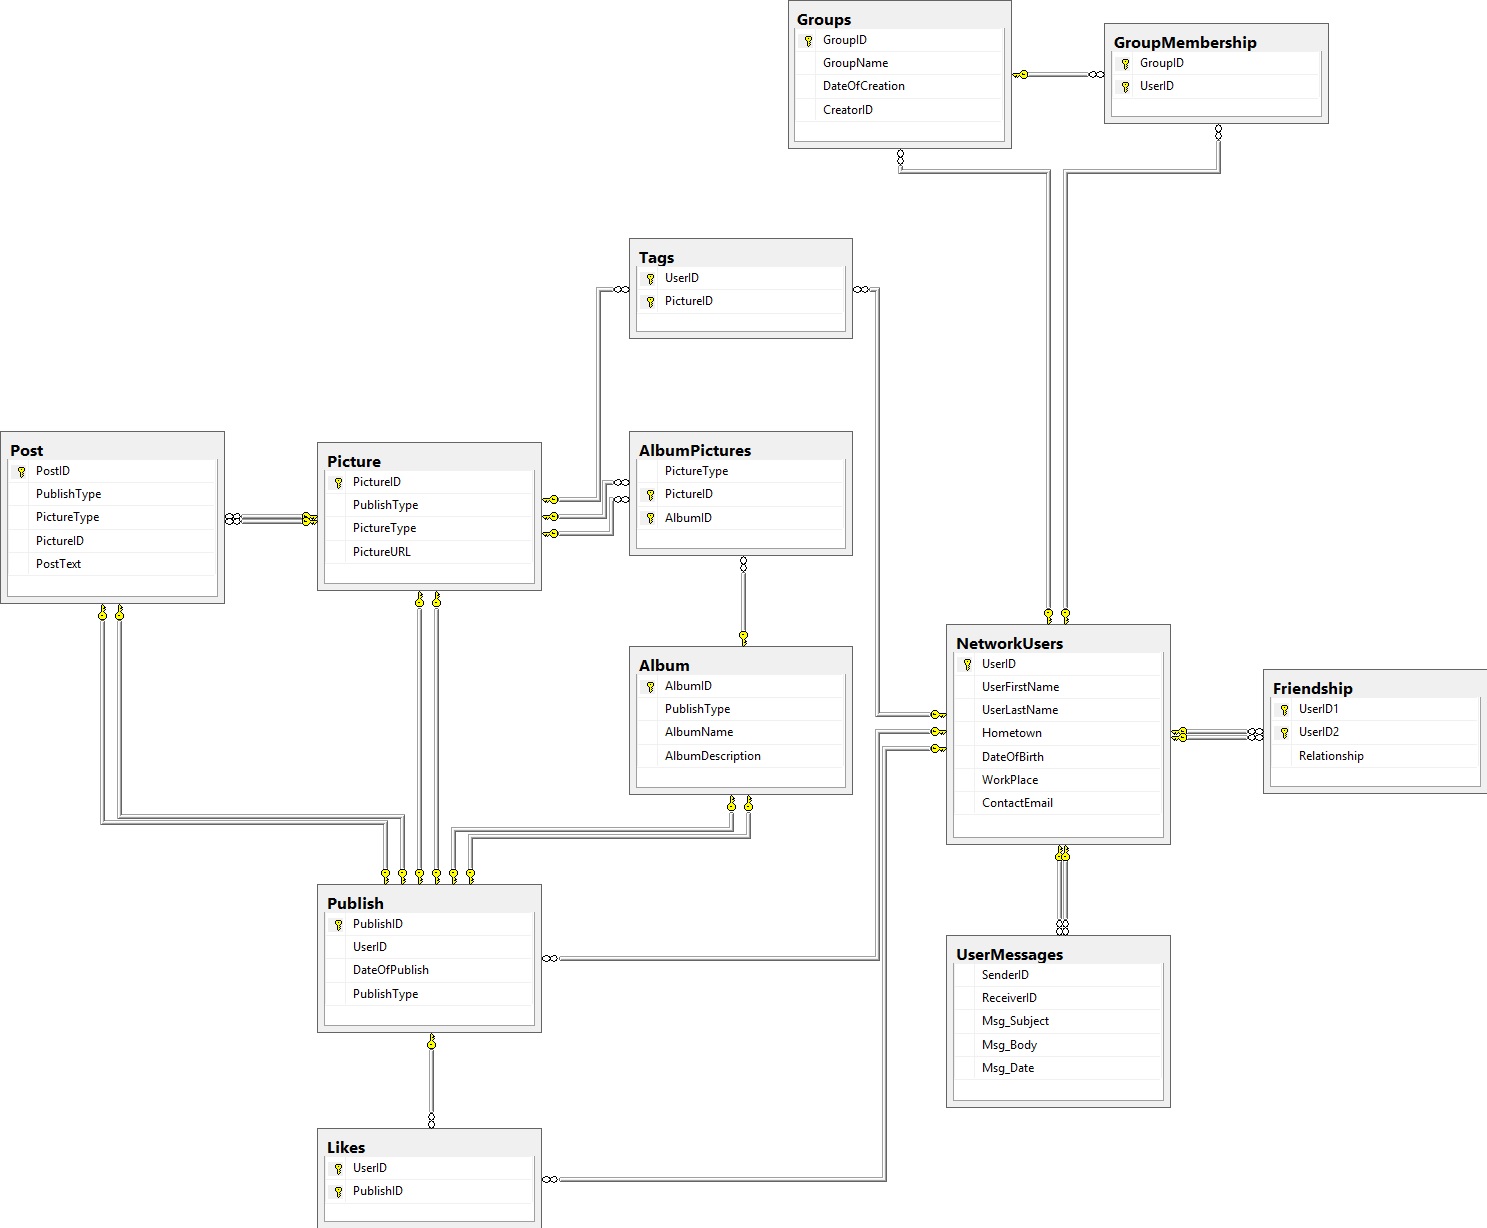 Groups
GroupID
GroupName
DateOfCreation
CreatorID
GroupMembership
GroupID
UserID
Tags
UserID
PictureID
Post
PostID
PublishType
PictureType
PictureID
PostText
Picture
PictureID
PublishType
PictureType
PictureURL
AlbumPictures
PictureType
PictureID
AlbumID
Album
AlbumID
PublishType
AlbumName
AlbumDescription
NetworkUsers
UserID
UserFirstName
UserLastName
Hometown
DateOfBirth
WorkPlace
ContactEmail
Friendship
UserID1
UserID2
Relationship
Publish
PublishID
UserID
DateOfPublish
PublishType
UserMessages
SenderID
ReceiverID
Msg_Subject
Msg_Body
Msg_Date
Likes
UserID
PublishID